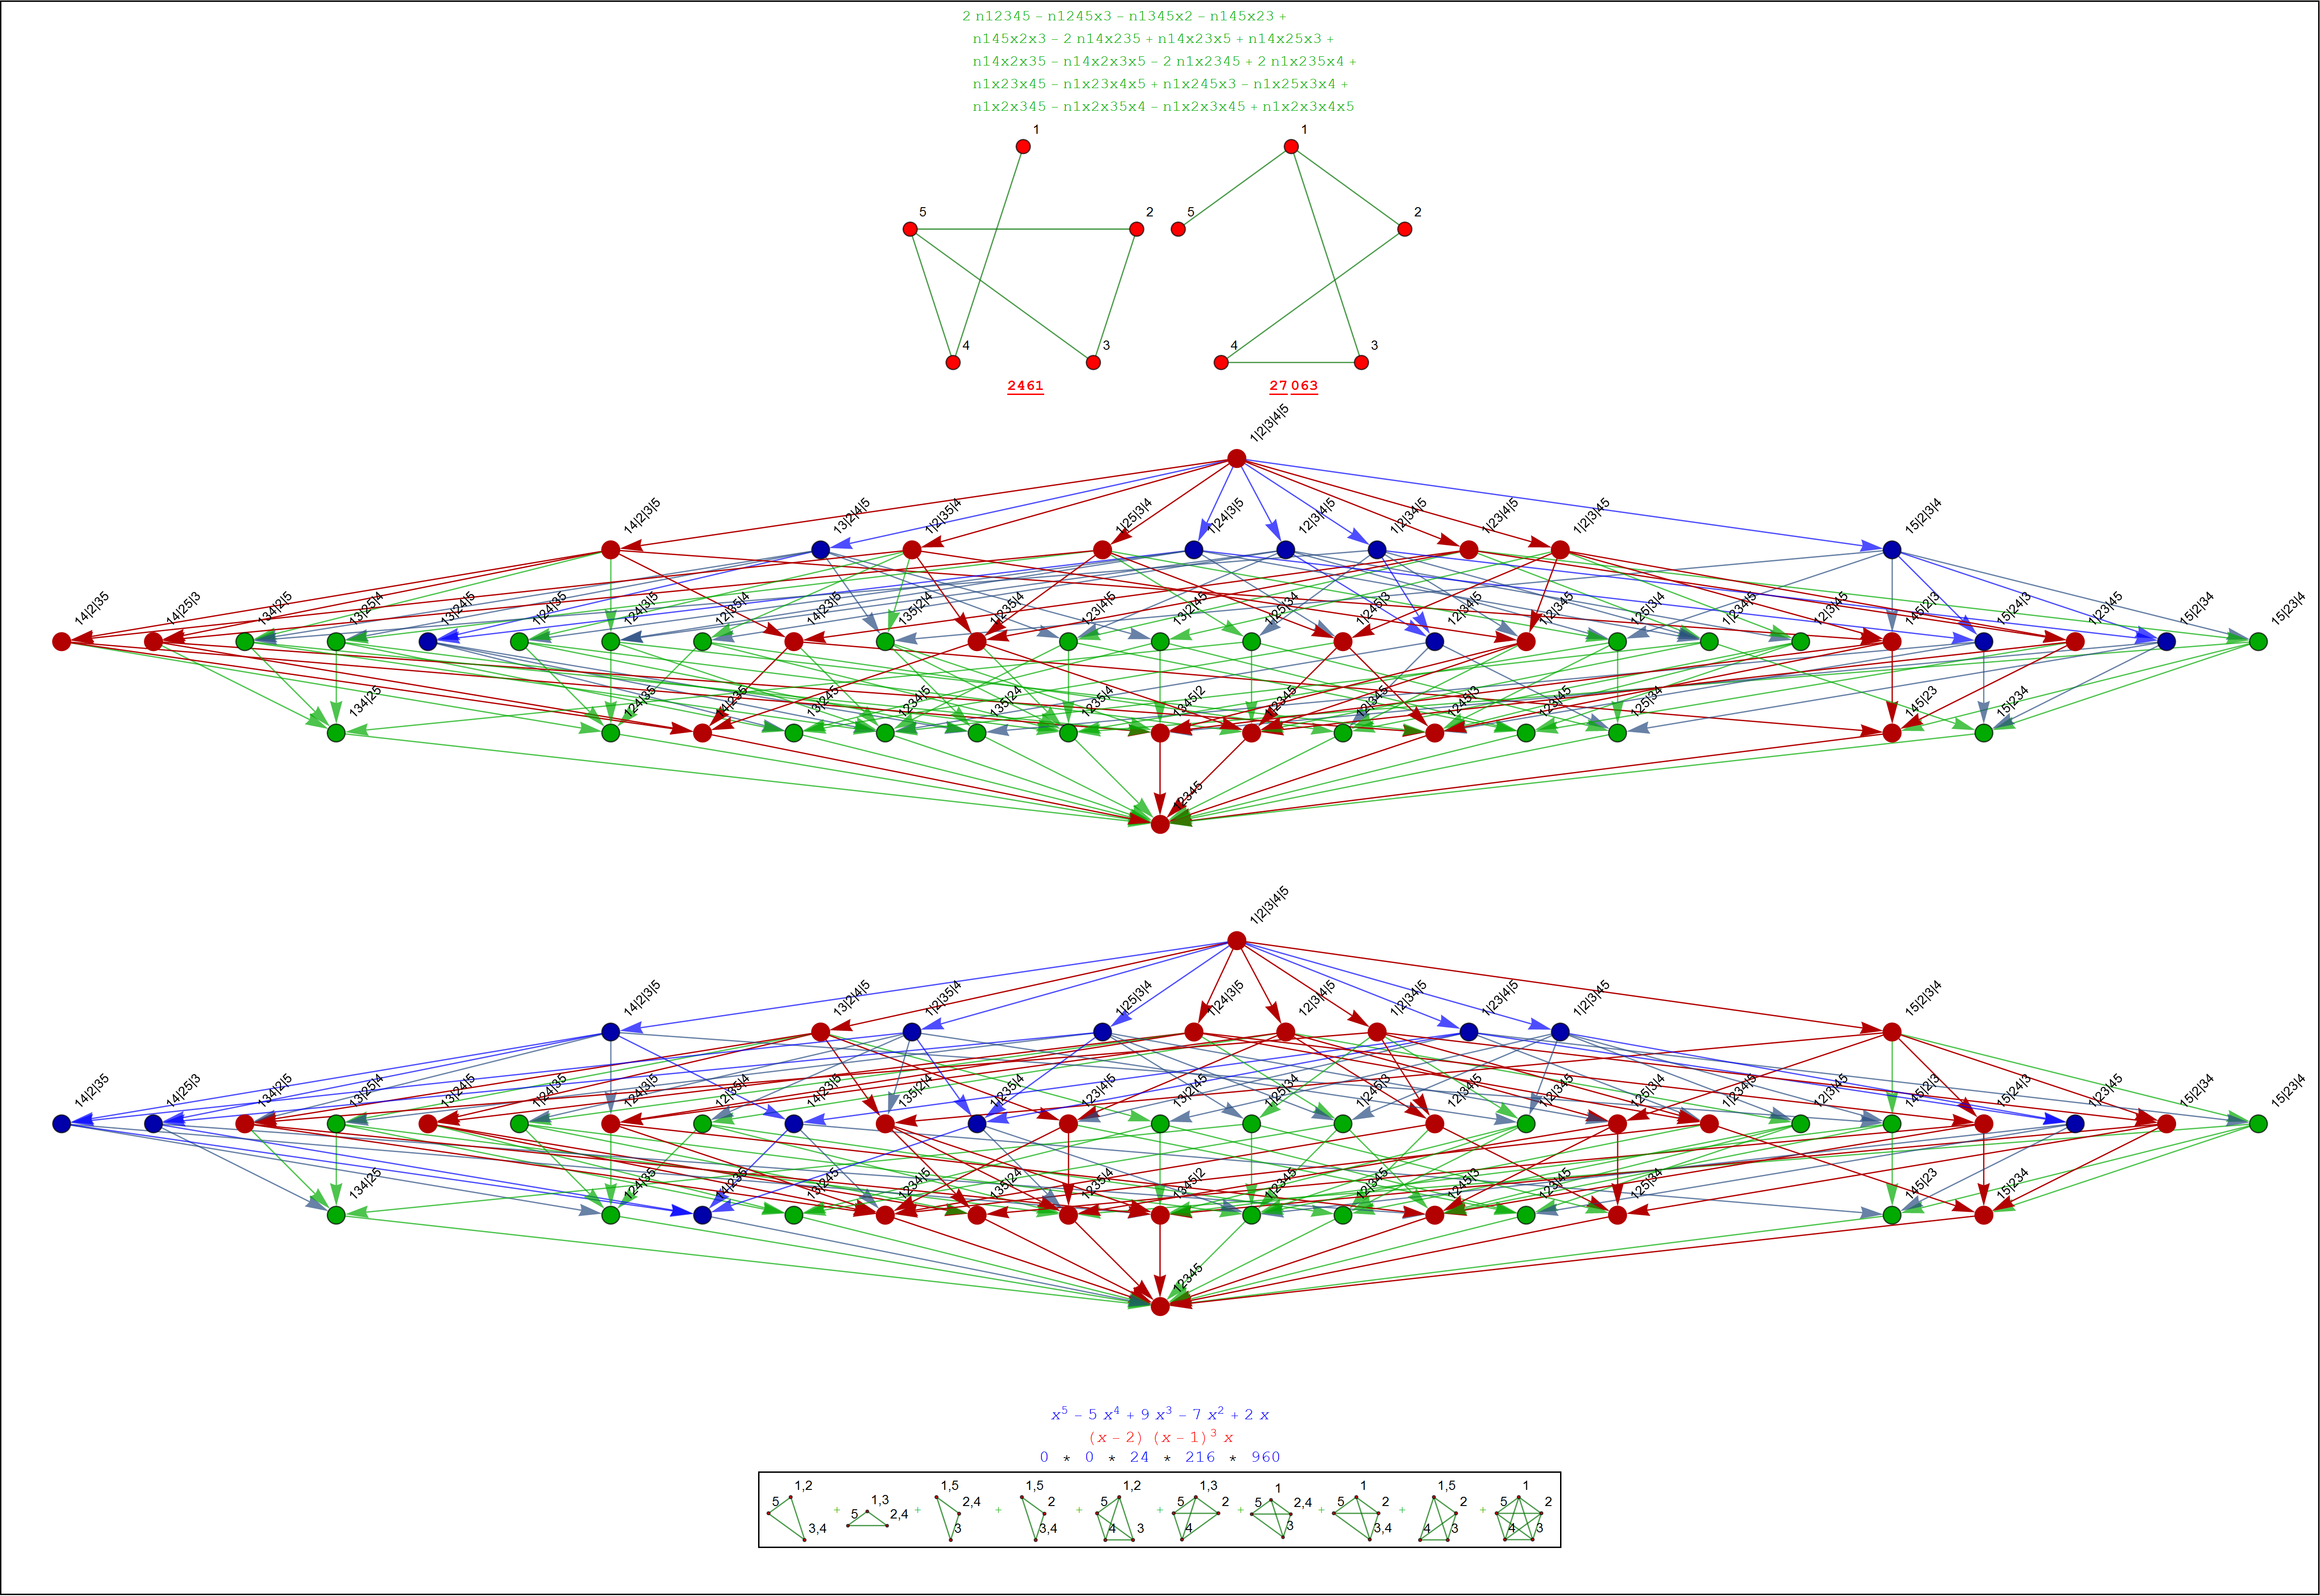 2 n12345 − n1245x3 − n1345x2 − n145x23 +
n145x2x3 − 2 n14x235 + n14x23x5 + n14x25x3 +
n14x2x35 − n14x2x3x5 − 2 n1x2345 + 2 n1x235x4 +
n1x23x45 − n1x23x4x5 + n1x245x3 − n1x25x3x4 +
n1x2x345 − n1x2x35x4 − n1x2x3x45 + n1x2x3x4x5
1 1
5 2 5 2
4 3 4 3
2461 27 063
1|2|3|4|5
14|2|3|5 13|2|4|5 1|2|35|4 1|25|3|4 1|24|3|5 12|3|4|5 1|2|34|5 1|23|4|5 1|2|3|45 15|2|3|4
14|2|35 14|25|3 134|2|5 13|25|4 13|24|5 1|24|35 124|3|5 12|35|4 14|23|5 135|2|4 1|235|4 123|4|5 13|2|45 1|25|34 1|245|3 12|34|5 1|2|345 125|3|4 1|234|5 12|3|45 145|2|3 15|24|3 1|23|45 15|2|34 15|23|4
134|25 124|35 14|235 13|245 1234|5 135|24 1235|4 1345|2 1|2345 12|345 1245|3 123|45 125|34 145|23 15|234
12345
1|2|3|4|5
14|2|3|5 13|2|4|5 1|2|35|4 1|25|3|4 1|24|3|5 12|3|4|5 1|2|34|5 1|23|4|5 1|2|3|45 15|2|3|4
14|2|35 14|25|3 134|2|5 13|25|4 13|24|5 1|24|35 124|3|5 12|35|4 14|23|5 135|2|4 1|235|4 123|4|5 13|2|45 1|25|34 1|245|3 12|34|5 1|2|345 125|3|4 1|234|5 12|3|45 145|2|3 15|24|3 1|23|45 15|2|34 15|23|4
134|25 124|35 14|235 13|245 1234|5 135|24 1235|4 1345|2 1|2345 12|345 1245|3 123|45 125|34 145|23 15|234
12345
x⁵ − 5 x⁴ + 9 x³ − 7 x² + 2 x
(x − 2) (x − 1)³ x
0 * 0 * 24 * 216 * 960
1,2 5 3,4 + 1,3 5 2,4 + 1,5 2,4 3 + 1,5 2 3,4 + 1,2 5 4 3 + 1,3 5 2 4 + 1 5 2,4 3 + 1 5 2 3,4 + 1,5 2 4 3 + 1 5 2 4 3